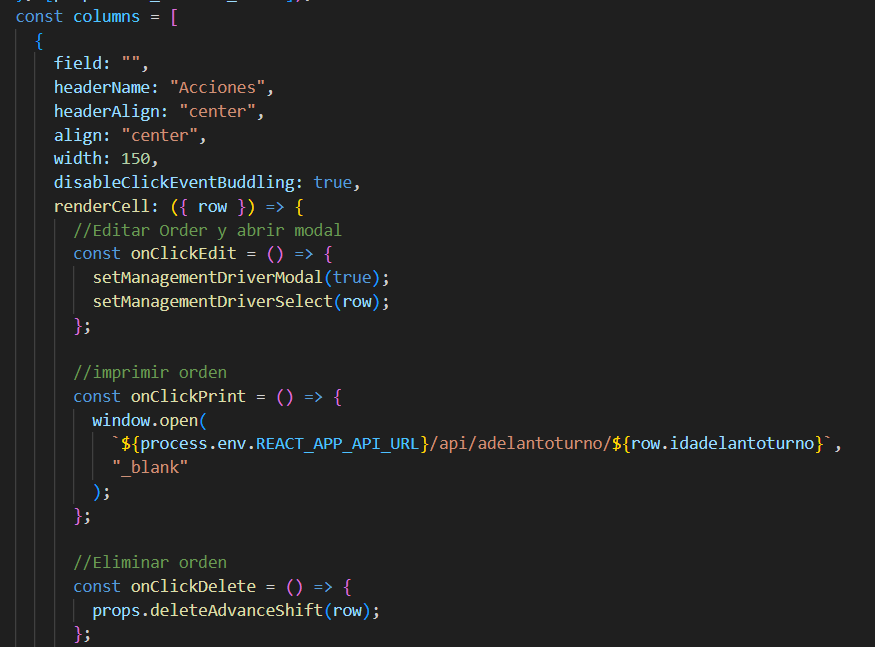 const columns = [
{
field: "",
headerName: "Acciones",
headerAlign: "center",
align: "center",
width: 150,
disableClickEventBuddling: true,
renderCell: ({ row }) => {
//Editar Order y abrir modal
const onClickEdit = () => {
setManagementDriverModal(true);
setManagementDriverSelect(row);
};
//imprimir orden
const onClickPrint = () => {
window.open(
`${process.env.REACT_APP_API_URL}/api/adelantoturno/${row.idadelantoturno}`,
"_blank"
);
};
//Eliminar orden
const onClickDelete = () => {
props.deleteAdvanceShift(row);
};